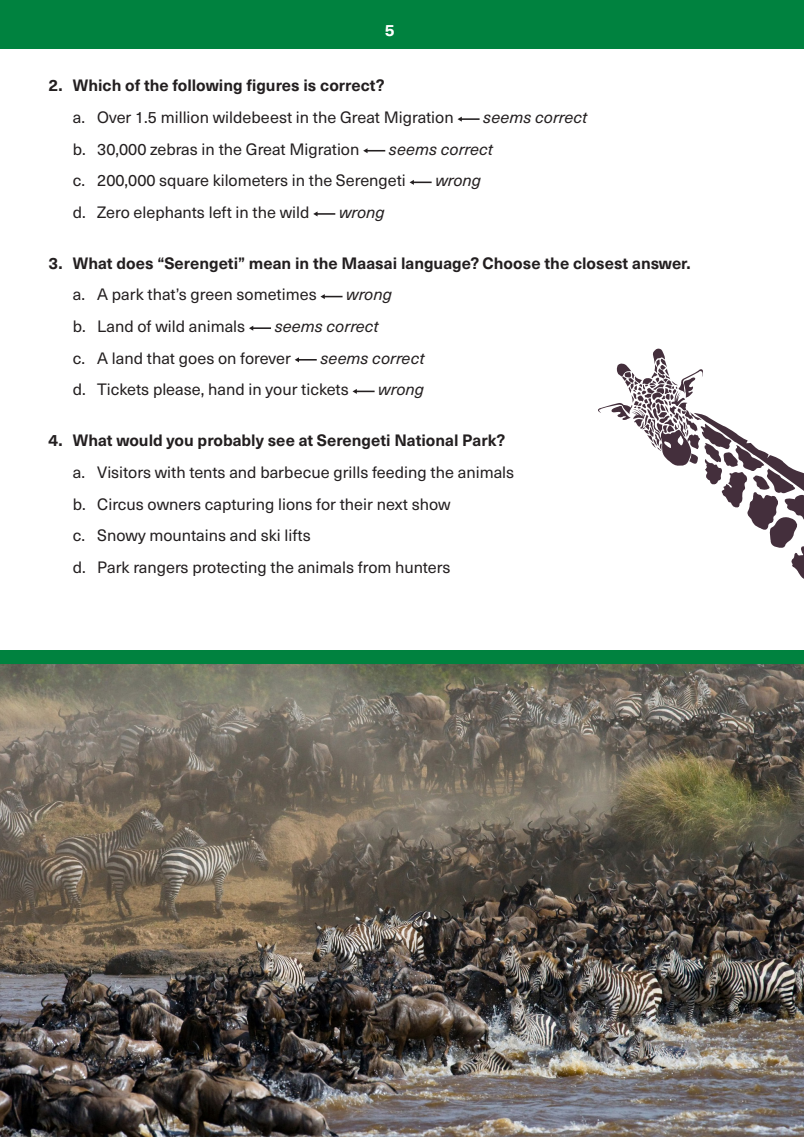 5
2. Which of the following figures is correct?
a. Over 1.5 million wildebeest in the Great Migration ⟵ seems correct
b. 30,000 zebras in the Great Migration ⟵ seems correct
c. 200,000 square kilometers in the Serengeti ⟵ wrong
d. Zero elephants left in the wild ⟵ wrong
3. What does “Serengeti” mean in the Maasai language? Choose the closest answer.
a. A park that’s green sometimes ⟵ wrong
b. Land of wild animals ⟵ seems correct
c. A land that goes on forever ⟵ seems correct
d. Tickets please, hand in your tickets ⟵ wrong
4. What would you probably see at Serengeti National Park?
a. Visitors with tents and barbecue grills feeding the animals
b. Circus owners capturing lions for their next show
c. Snowy mountains and ski lifts
d. Park rangers protecting the animals from hunters